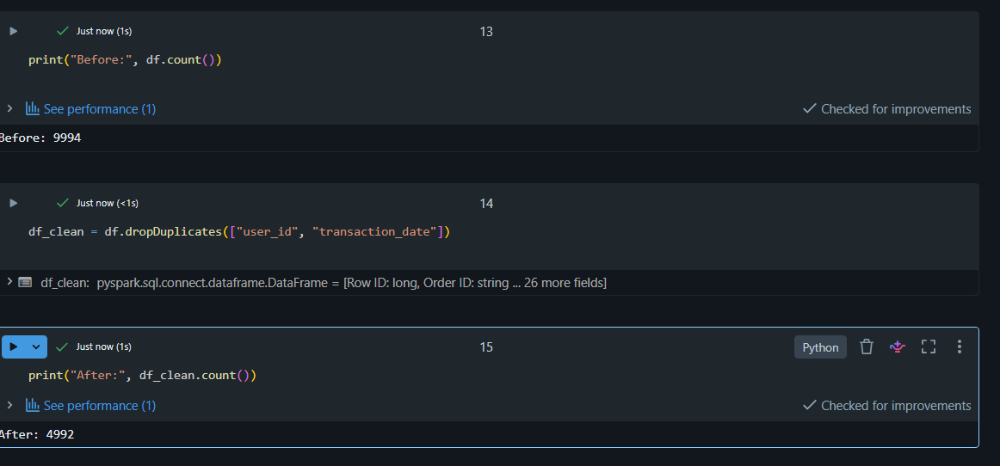 Just now (1s)
13
print("Before:", df.count())
See performance (1)
Checked for improvements
Before: 9994
Just now (<1s)
14
df_clean = df.dropDuplicates(["user_id", "transaction_date"])
df_clean: pyspark.sql.connect.dataframe.DataFrame = [Row ID: long, Order ID: string ... 26 more fields]
Just now (1s)
15
Python
print("After:", df_clean.count())
See performance (1)
Checked for improvements
After: 4992